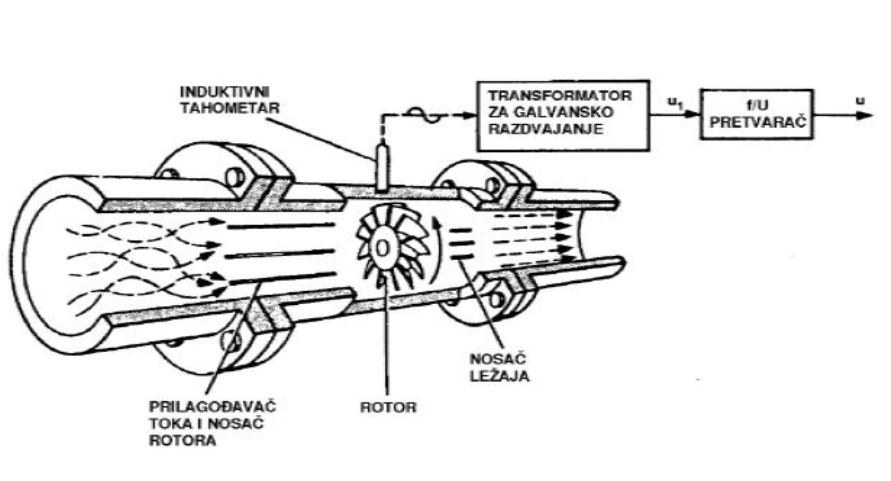 INDUKTIVNI
TAHOMETAR
TRANSFORMATOR
ZA GALVANSKO
RAZDVAJANJE
u1
f/U
PRETVARAČ
u
NOSAČ
LEŽAJA
PRILAGOĐAVAČ
TOKA I NOSAČ
ROTORA
ROTOR